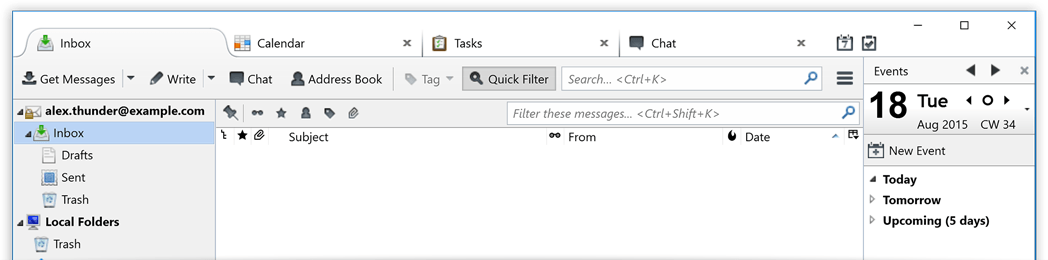 Inbox Calendar Tasks Chat 7
Get Messages Write Chat Address Book Tag Quick Filter Search... <Ctrl+K> Events
alex.thunder@example.com Filter these messages... <Ctrl+Shift+K> 18 Tue
Aug 2015 CW 34
Inbox Subject From Date
Drafts New Event
Sent Today
Trash Tomorrow
Local Folders Upcoming (5 days)
Trash